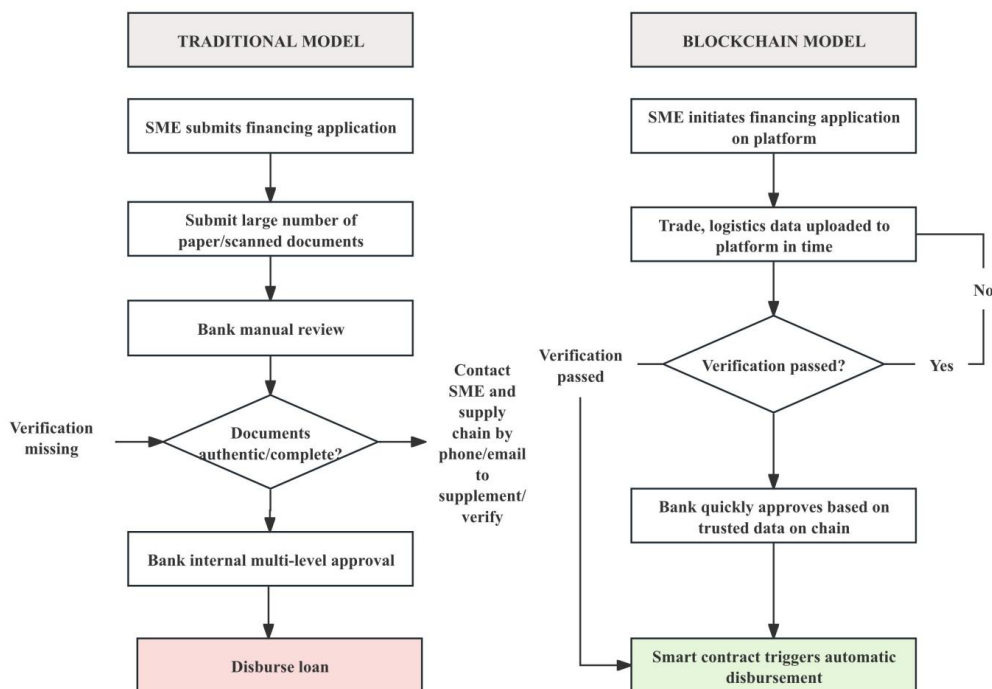 TRADITIONAL MODEL
SME submits financing application
Submit large number of
paper/scanned documents
Bank manual review
Verification
missing
Documents
authentic/complete?
Contact
SME and
supply
chain by
phone/email
to
supplement/
verify
Bank internal multi-level approval
Disburse loan
BLOCKCHAIN MODEL
SME initiates financing application
on platform
Trade, logistics data uploaded to
platform in time
No
Verification
passed
Verification passed?
Yes
Bank quickly approves based on
trusted data on chain
Smart contract triggers automatic
disbursement